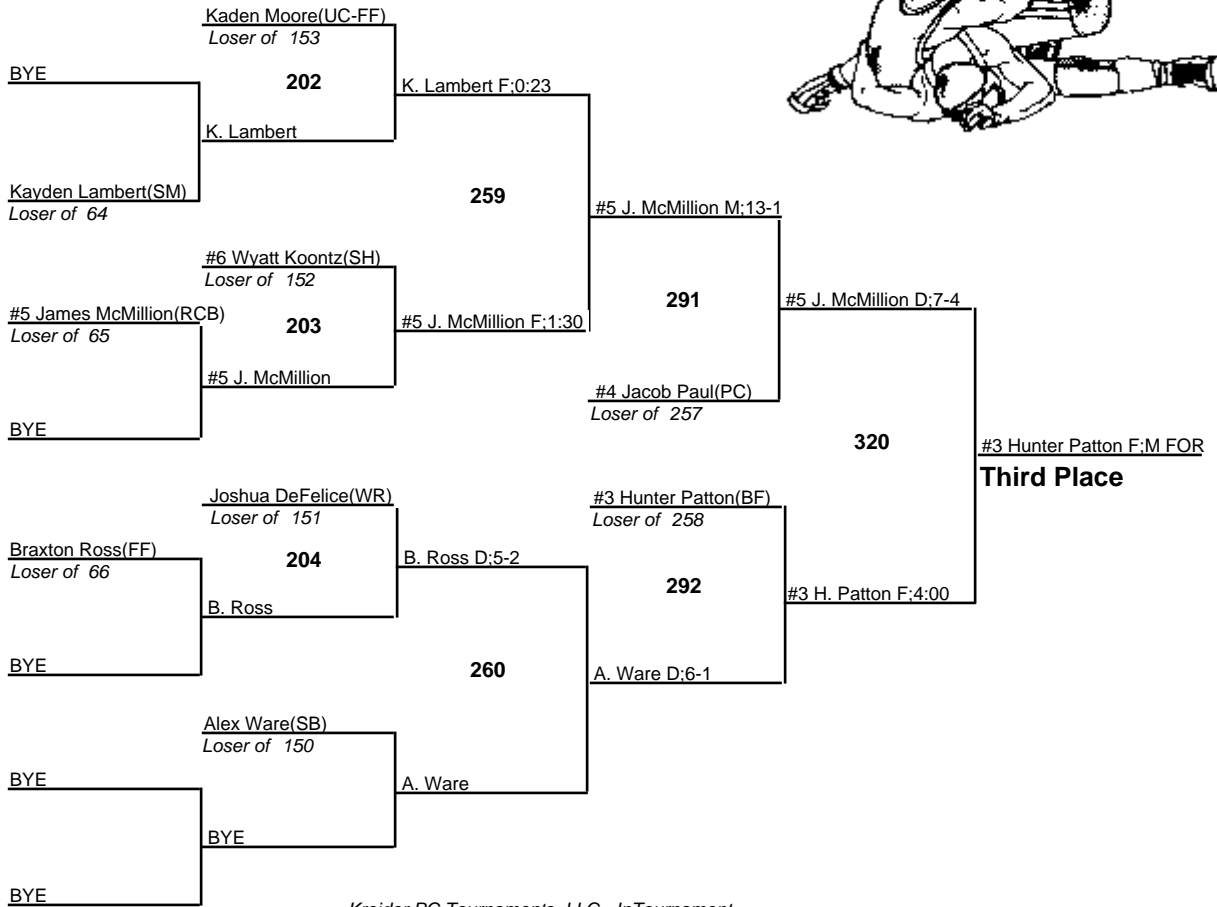 Kaden Moore(UC-FF)
Loser of 153
BYE
202
K. Lambert F;0:23
K. Lambert
Kayden Lambert(SM)
Loser of 64
259
#5 J. McMillion M;13-1
#6 Wyatt Koontz(SH)
Loser of 152
#5 James McMillion(RCB)
Loser of 65
203
#5 J. McMillion F;1:30
291
#5 J. McMillion D;7-4
#5 J. McMillion
#4 Jacob Paul(PC)
Loser of 257
BYE
320
#3 Hunter Patton F;M FOR
Third Place
Joshua DeFelice(WR)
Loser of 151
#3 Hunter Patton(BF)
Loser of 258
Braxton Ross(FF)
Loser of 66
204
B. Ross D;5-2
292
#3 H. Patton F;4:00
B. Ross
BYE
260
A. Ware D;6-1
Alex Ware(SB)
Loser of 150
BYE
A. Ware
BYE
BYE